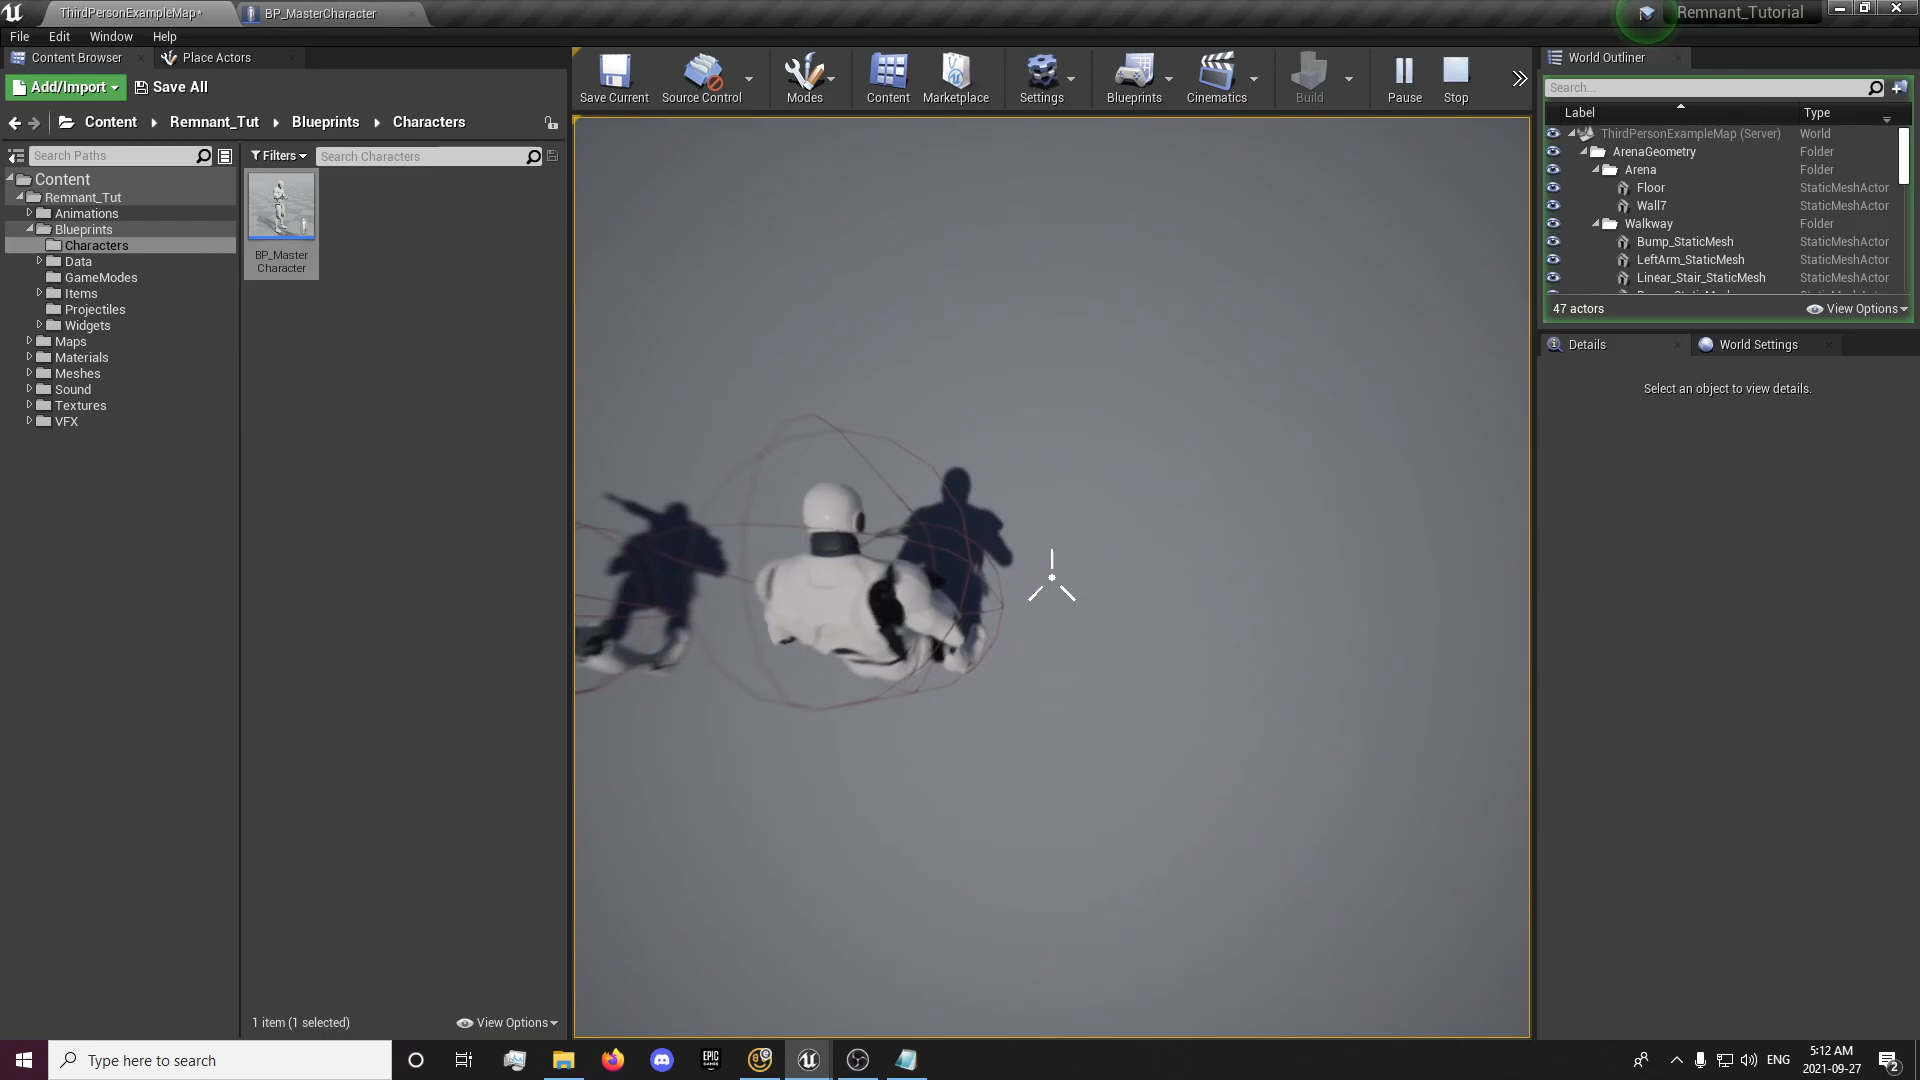 ThirdPersonExampleMap*
BP_MasterCharacter
Remnant_Tutorial
File Edit Window Help
Content Browser
Place Actors
Add/Import
Save All
Content Remnant_Tut Blueprints Characters
Search Paths
Filters
Search Characters
Content
Remnant_Tut
Animations
Blueprints
Characters
Data
GameModes
Items
Projectiles
Widgets
Maps
Materials
Meshes
Sound
Textures
VFX
BP_Master
Character
1 item (1 selected)
View Options
Save Current
Source Control
Modes
Content
Marketplace
Settings
Blueprints
Cinematics
Build
Pause
Stop
World Outliner
Search...
Label Type
ThirdPersonExampleMap (Server) World
ArenaGeometry Folder
Arena Folder
Floor StaticMeshActor
Wall7 StaticMeshActor
Walkway Folder
Bump_StaticMesh StaticMeshActor
LeftArm_StaticMesh StaticMeshActor
Linear_Stair_StaticMesh StaticMeshActor
47 actors
View Options
Details
World Settings
Select an object to view details.
Type here to search
EPIC
GAMES
ENG
5:12 AM
2021-09-27
2